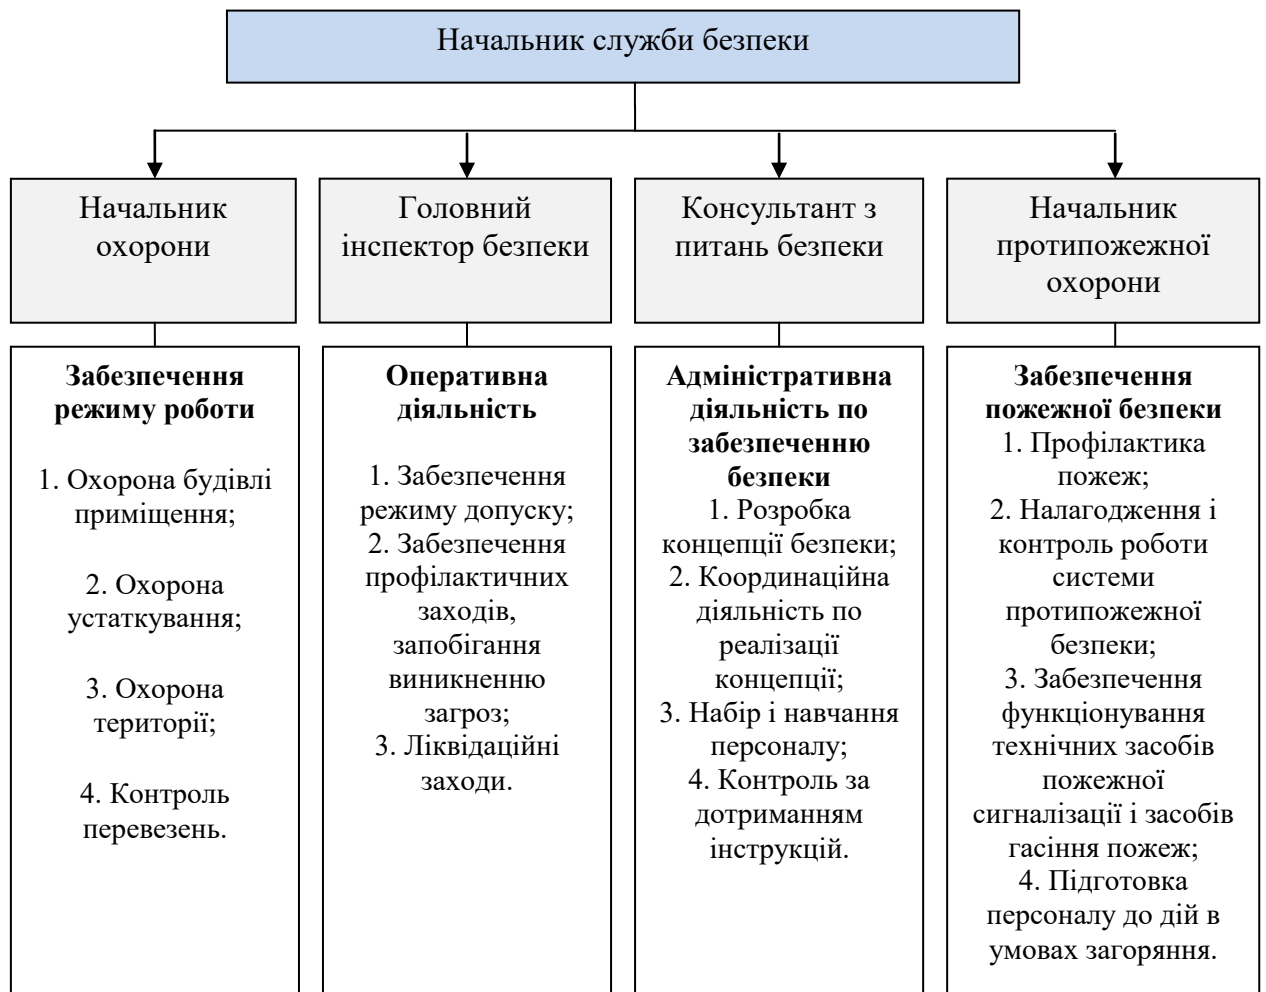 Начальник служби безпеки
Начальник
охорони
Головний
інспектор безпеки
Консультант з
питань безпеки
Начальник
протипожежної
охорони
Забезпечення
режиму роботи
1. Охорона будівлі
приміщення;
2. Охорона
устаткування;
3. Охорона
території;
4. Контроль
перевезень.
Оперативна
діяльність
1. Забезпечення
режиму допуску;
2. Забезпечення
профілактичних
заходів,
запобігання
виникненню
загроз;
3. Ліквідаційні
заходи.
Адміністративна
діяльність по
забезпеченню
безпеки
1. Розробка
концепції безпеки;
2. Координаційна
діяльність по
реалізації
концепції;
3. Набір і навчання
персоналу;
4. Контроль за
дотриманням
інструкцій.
Забезпечення
пожежної безпеки
1. Профілактика
пожеж;
2. Налагодження і
контроль роботи
системи
протипожежної
безпеки;
3. Забезпечення
функціонування
технічних засобів
пожежної
сигналізації і засобів
гасіння пожеж;
4. Підготовка
персоналу до дій в
умовах загоряння.